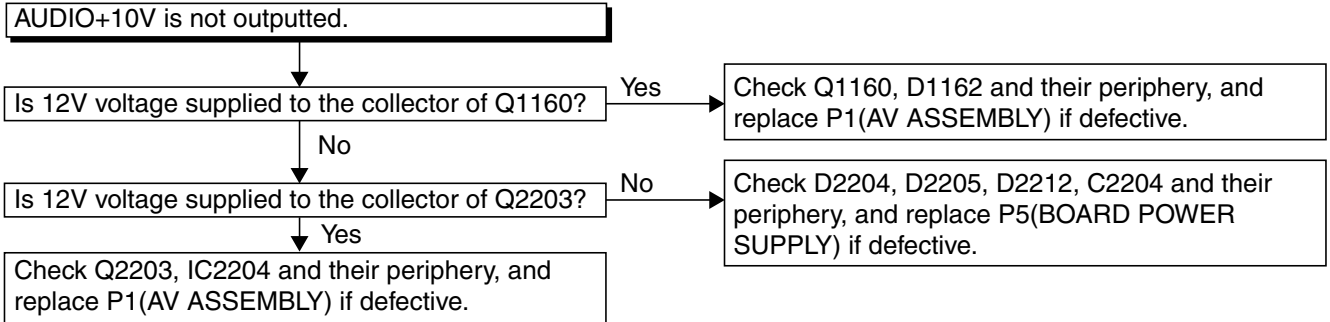 AUDIO+10V is not outputted.
Is 12V voltage supplied to the collector of Q1160?
Yes
Check Q1160, D1162 and their periphery, and
replace P1(AV ASSEMBLY) if defective.
No
Is 12V voltage supplied to the collector of Q2203?
No
Check D2204, D2205, D2212, C2204 and their
periphery, and replace P5(BOARD POWER
SUPPLY) if defective.
Yes
Check Q2203, IC2204 and their periphery, and
replace P1(AV ASSEMBLY) if defective.